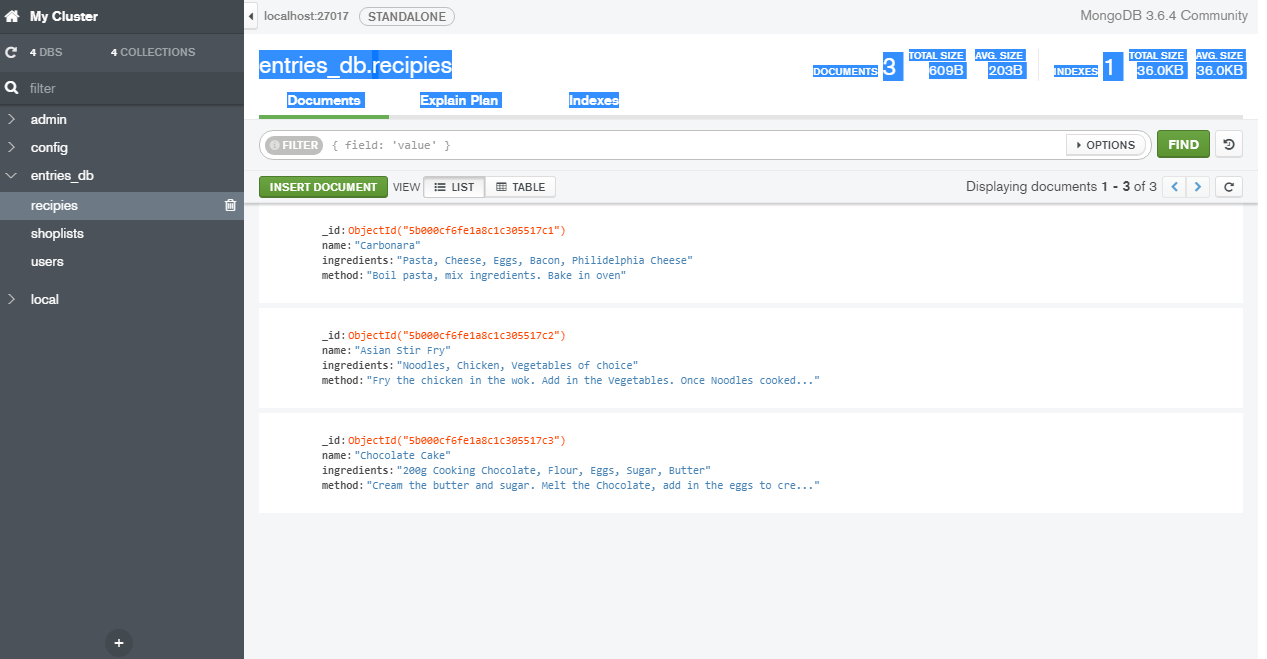 My Cluster
localhost:27017 STANDALONE
MongoDB 3.6.4 Community
4 DBS 4 COLLECTIONS
filter
admin
config
entries_db
recipies
shoplists
users
local
+
entries_db.recipies
DOCUMENTS 3 TOTAL SIZE 609B AVG. SIZE 203B
INDEXES 1 TOTAL SIZE 36.0KB AVG. SIZE 36.0KB
Documents Explain Plan Indexes
FILTER { field: 'value' } OPTIONS FIND
INSERT DOCUMENT VIEW LIST TABLE Displaying documents 1 - 3 of 3
_id:ObjectId("5b000cf6fe1a8c1c305517c1")
name:"Carbonara"
ingredients:"Pasta, Cheese, Eggs, Bacon, Philidelphia Cheese"
method:"Boil pasta, mix ingredients. Bake in oven"
_id:ObjectId("5b000cf6fe1a8c1c305517c2")
name:"Asian Stir Fry"
ingredients:"Noodles, Chicken, Vegetables of choice"
method:"Fry the chicken in the wok. Add in the Vegetables. Once Noodles cooked..."
_id:ObjectId("5b000cf6fe1a8c1c305517c3")
name:"Chocolate Cake"
ingredients:"200g Cooking Chocolate, Flour, Eggs, Sugar, Butter"
method:"Cream the butter and sugar. Melt the Chocolate, add in the eggs to cre..."